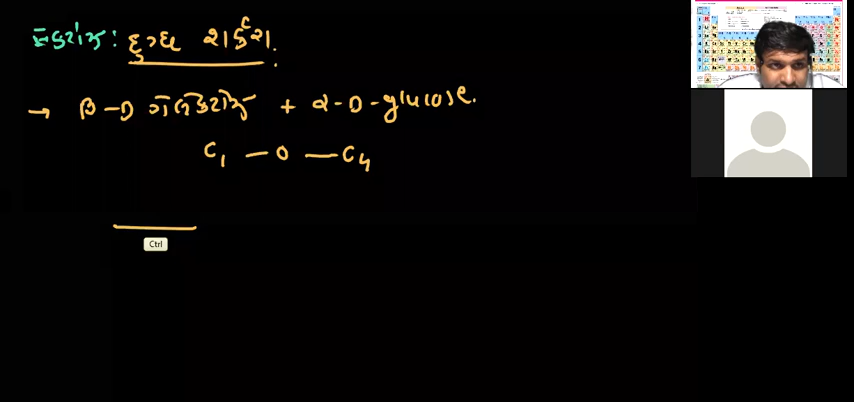 લેક્ટોઝ : દુગ્ધ શર્કરા.
→ β-D ગેલેક્ટોઝ + α-D-glucose.
C₁ — O — C₄
Ctrl